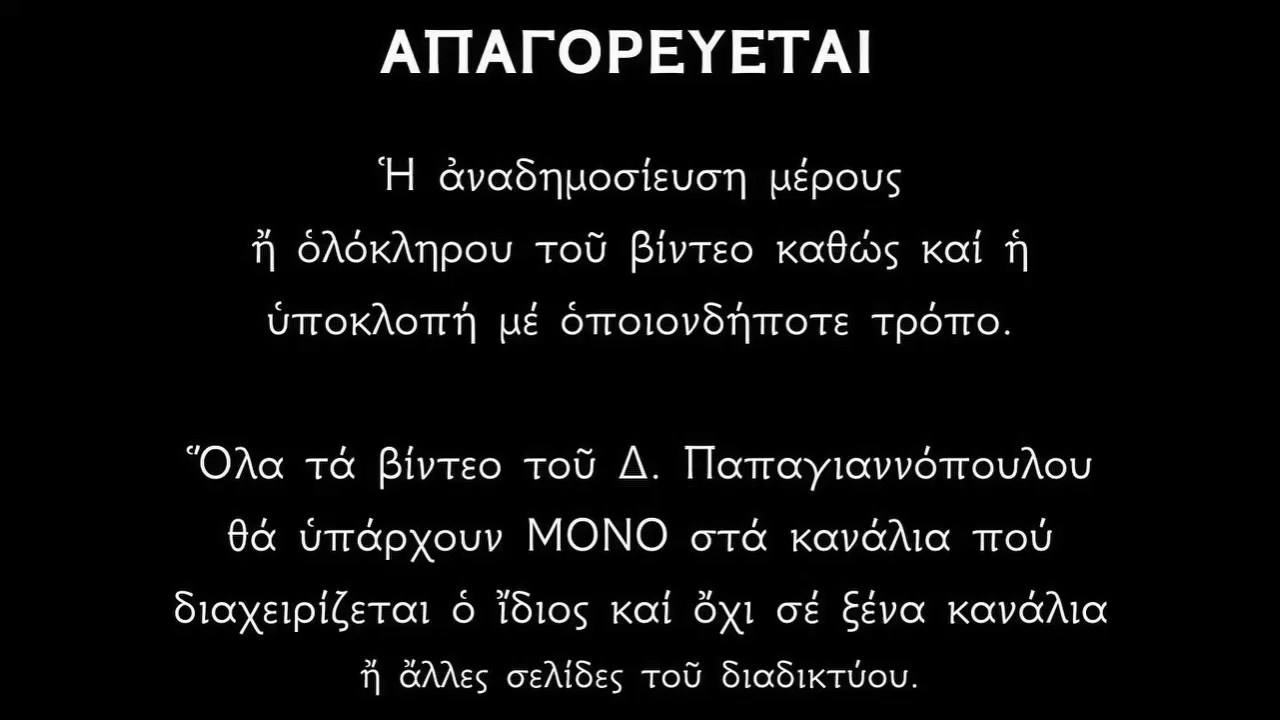 ΑΠΑΓΟΡΕΥΕΤΑΙ
Ἡ ἀναδημοσίευση μέρους
ἤ ὁλόκληρου τοῦ βίντεο καθώς καί ἡ
ὑποκλοπή μέ ὁποιονδήποτε τρόπο.
Ὅλα τά βίντεο τοῦ Δ. Παπαγιαννόπουλου
θά ὑπάρχουν ΜΟΝΟ στά κανάλια πού
διαχειρίζεται ὁ ἴδιος καί ὄχι σέ ξένα κανάλια
ἤ ἄλλες σελίδες τοῦ διαδικτύου.